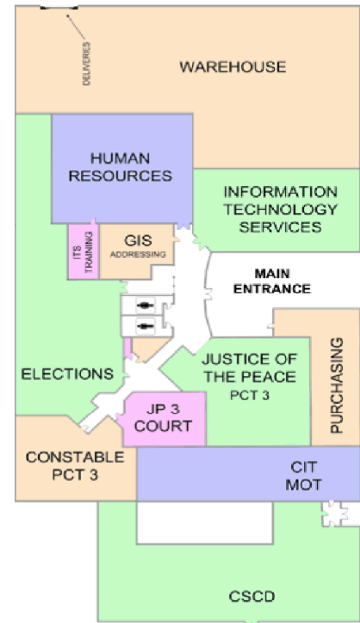 WAREHOUSE
DELIVERIES
HUMAN
RESOURCES
INFORMATION
TECHNOLOGY
SERVICES
ITS
TRAINING
GIS
ADDRESSING
MAIN
ENTRANCE
JUSTICE OF
THE PEACE
PCT 3
PURCHASING
ELECTIONS
JP 3
COURT
CONSTABLE
PCT 3
CIT
MOT
CSCD